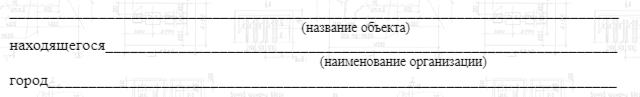 (название объекта)
находящегося
(наименование организации)
город